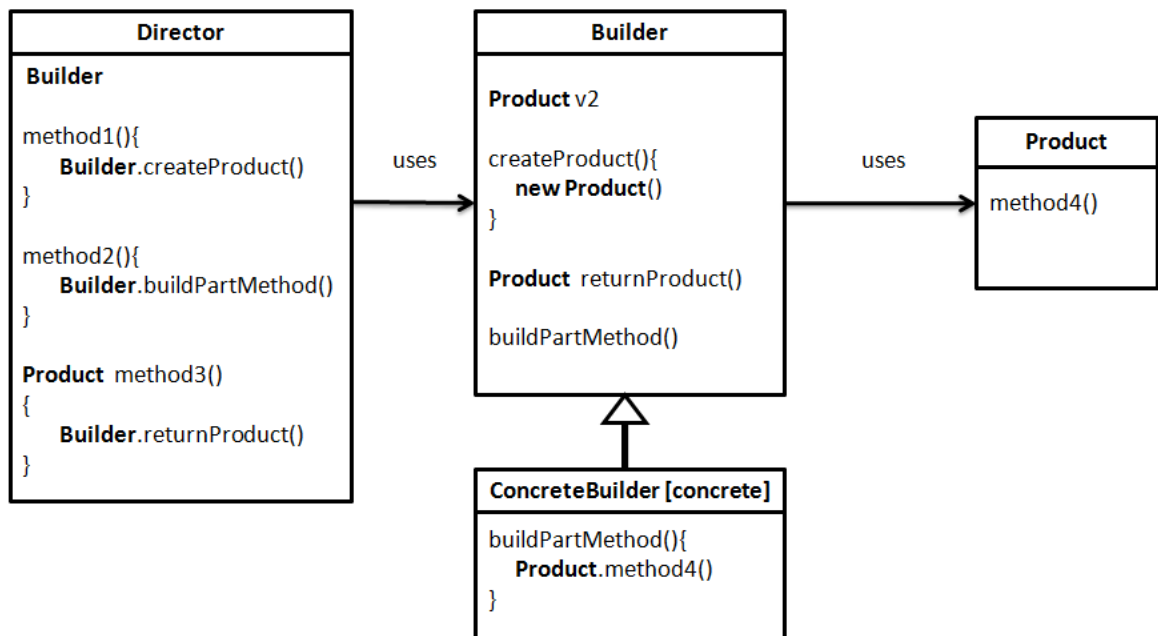 Director
Builder
method1(){
Builder.createProduct()
}
method2(){
Builder.buildPartMethod()
}
Product method3()
{
Builder.returnProduct()
}
uses
Builder
Product v2
createProduct(){
new Product()
}
Product returnProduct()
buildPartMethod()
uses
Product
method4()
ConcreteBuilder [concrete]
buildPartMethod(){
Product.method4()
}